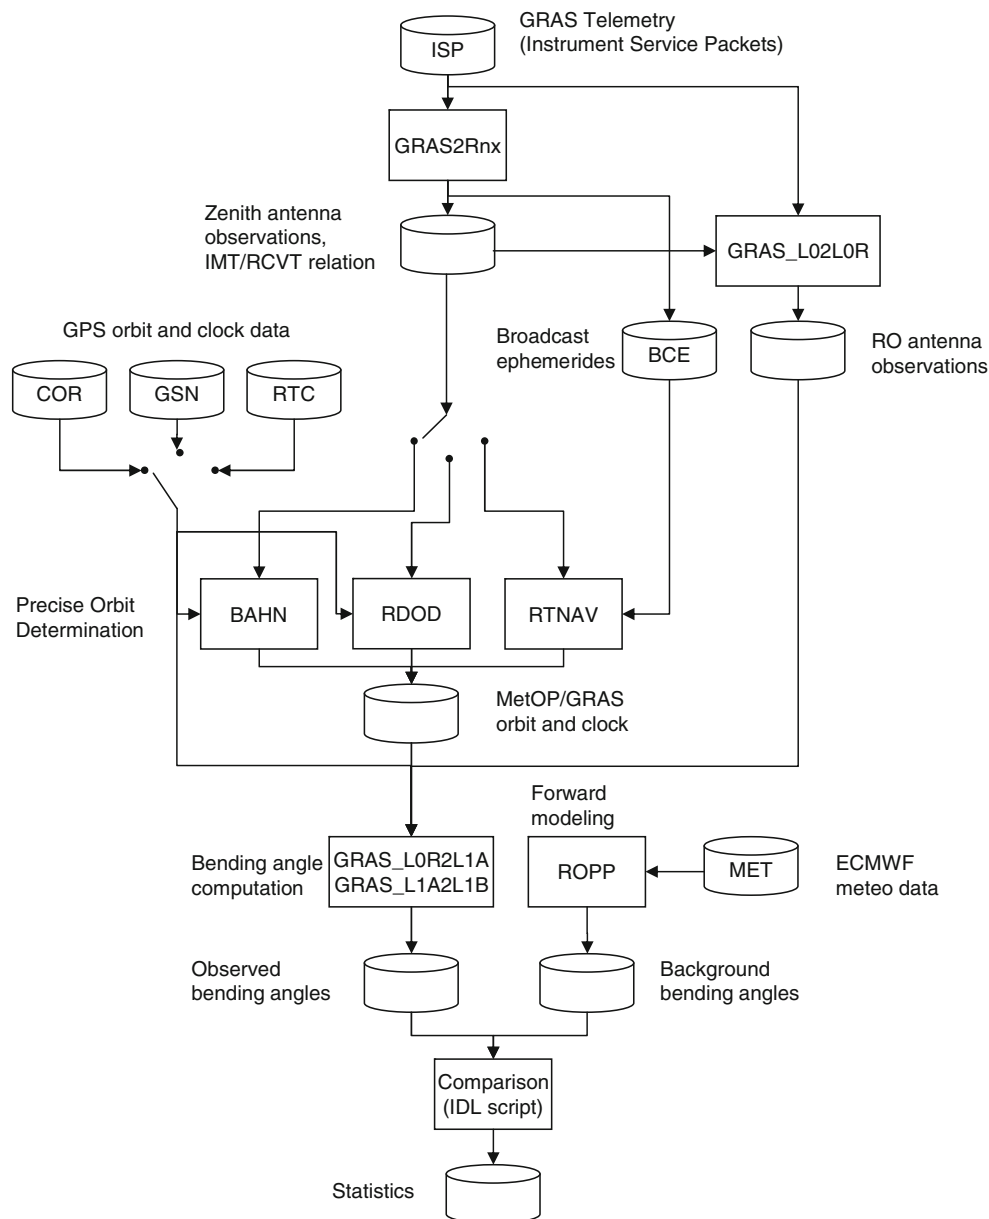 GRAS Telemetry
(Instrument Service Packets)
ISP
GRAS2Rnx
Zenith antenna
observations,
IMT/RCVT relation
GRAS_L02L0R
GPS orbit and clock data
Broadcast
ephemerides
BCE
RO antenna
observations
COR
GSN
RTC
Precise Orbit
Determination
BAHN
RDOD
RTNAV
MetOP/GRAS
orbit and clock
Forward
modeling
Bending angle
computation
GRAS_L0R2L1A
GRAS_L1A2L1B
ROPP
MET
ECMWF
meteo data
Observed
bending angles
Background
bending angles
Comparison
(IDL script)
Statistics